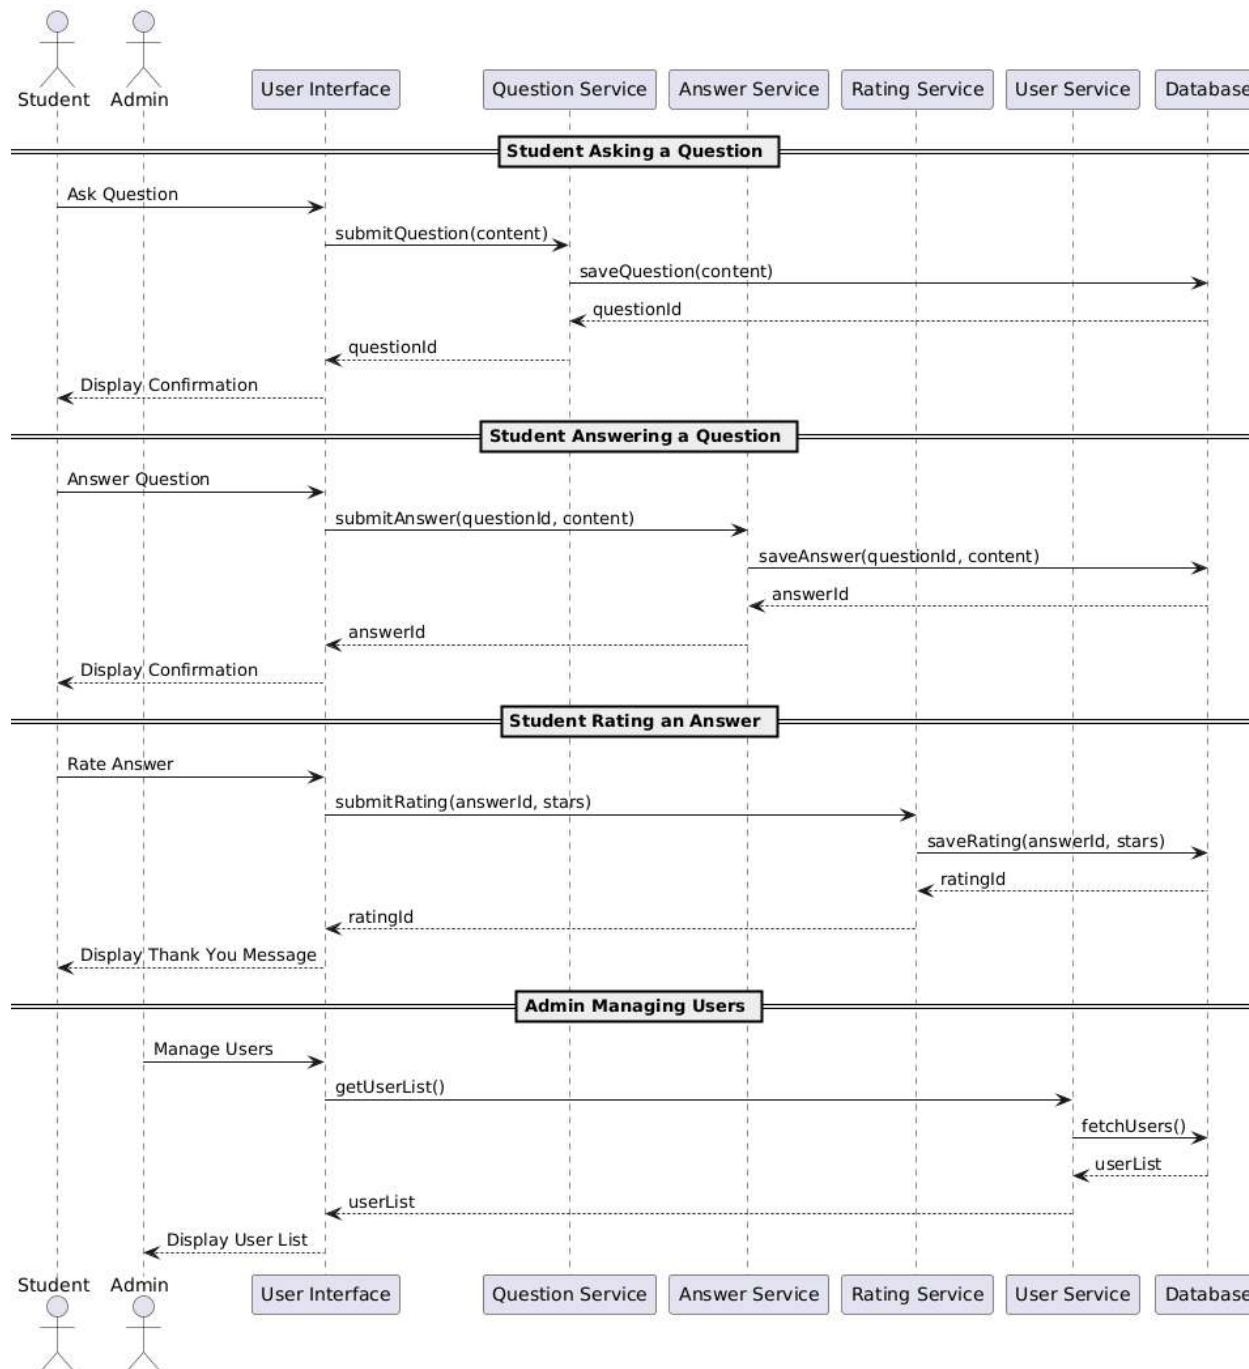 Student Admin User Interface Question Service Answer Service Rating Service User Service Database
Student Asking a Question
Ask Question
submitQuestion(content)
saveQuestion(content)
questionId
questionId
Display Confirmation
Student Answering a Question
Answer Question
submitAnswer(questionId, content)
saveAnswer(questionId, content)
answerId
answerId
Display Confirmation
Student Rating an Answer
Rate Answer
submitRating(answerId, stars)
saveRating(answerId, stars)
ratingId
ratingId
Display Thank You Message
Admin Managing Users
Manage Users
getUserList()
fetchUsers()
userList
userList
Display User List
Student Admin User Interface Question Service Answer Service Rating Service User Service Database